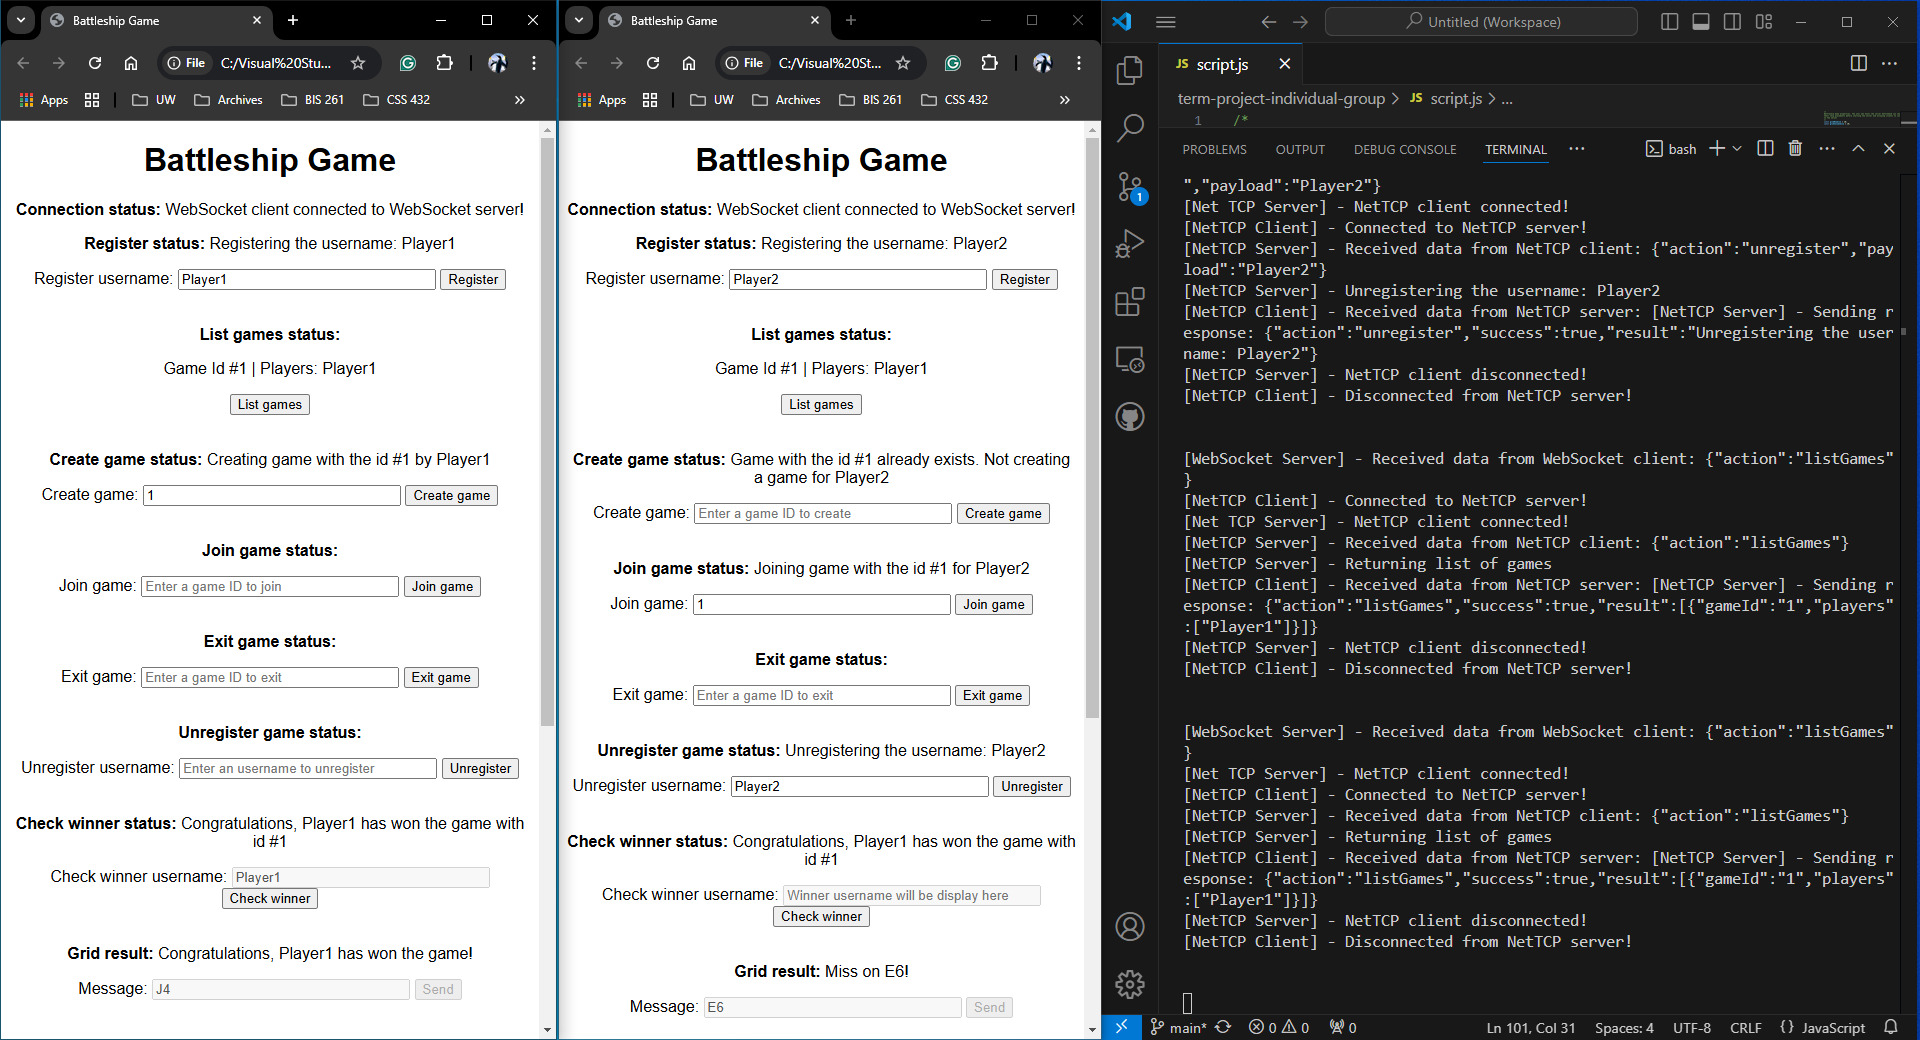 Battleship Game
File C:/Visual%20Stu...
Apps UW Archives BIS 261 CSS 432 »
Battleship Game
Connection status: WebSocket client connected to WebSocket server!
Register status: Registering the username: Player1
Register username: Player1 Register
List games status:
Game Id #1 | Players: Player1
List games
Create game status: Creating game with the id #1 by Player1
Create game: 1 Create game
Join game status:
Join game: Enter a game ID to join Join game
Exit game status:
Exit game: Enter a game ID to exit Exit game
Unregister game status:
Unregister username: Enter an username to unregister Unregister
Check winner status: Congratulations, Player1 has won the game with
id #1
Check winner username: Player1
Check winner
Grid result: Congratulations, Player1 has won the game!
Message: J4 Send
Battleship Game
File C:/Visual%20St...
Apps UW Archives BIS 261 CSS 432 »
Battleship Game
Connection status: WebSocket client connected to WebSocket server!
Register status: Registering the username: Player2
Register username: Player2 Register
List games status:
Game Id #1 | Players: Player1
List games
Create game status: Game with the id #1 already exists. Not creating
a game for Player2
Create game: Enter a game ID to create Create game
Join game status: Joining game with the id #1 for Player2
Join game: 1 Join game
Exit game status:
Exit game: Enter a game ID to exit Exit game
Unregister game status: Unregistering the username: Player2
Unregister username: Player2 Unregister
Check winner status: Congratulations, Player1 has won the game with
id #1
Check winner username: Winner username will be display here
Check winner
Grid result: Miss on E6!
Message: E6 Send
Untitled (Workspace)
JS script.js
term-project-individual-group > JS script.js > ...
1 /*
PROBLEMS OUTPUT DEBUG CONSOLE TERMINAL ... bash
","payload":"Player2"}
[Net TCP Server] - NetTCP client connected!
[NetTCP Client] - Connected to NetTCP server!
[NetTCP Server] - Received data from NetTCP client: {"action":"unregister","pay
load":"Player2"}
[NetTCP Server] - Unregistering the username: Player2
[NetTCP Client] - Received data from NetTCP server: [NetTCP Server] - Sending r
esponse: {"action":"unregister","success":true,"result":"Unregistering the user
name: Player2"}
[NetTCP Server] - NetTCP client disconnected!
[NetTCP Client] - Disconnected from NetTCP server!
[WebSocket Server] - Received data from WebSocket client: {"action":"listGames"
}
[NetTCP Client] - Connected to NetTCP server!
[Net TCP Server] - NetTCP client connected!
[NetTCP Server] - Received data from NetTCP client: {"action":"listGames"}
[NetTCP Server] - Returning list of games
[NetTCP Client] - Received data from NetTCP server: [NetTCP Server] - Sending r
esponse: {"action":"listGames","success":true,"result":[{"gameId":"1","players"
:["Player1"]}]}
[NetTCP Server] - NetTCP client disconnected!
[NetTCP Client] - Disconnected from NetTCP server!
[WebSocket Server] - Received data from WebSocket client: {"action":"listGames"
}
[Net TCP Server] - NetTCP client connected!
[NetTCP Client] - Connected to NetTCP server!
[NetTCP Server] - Received data from NetTCP client: {"action":"listGames"}
[NetTCP Server] - Returning list of games
[NetTCP Client] - Received data from NetTCP server: [NetTCP Server] - Sending r
esponse: {"action":"listGames","success":true,"result":[{"gameId":"1","players"
:["Player1"]}]}
[NetTCP Server] - NetTCP client disconnected!
[NetTCP Client] - Disconnected from NetTCP server!
1
main* 0 0 0 Ln 101, Col 31 Spaces: 4 UTF-8 CRLF {} JavaScript